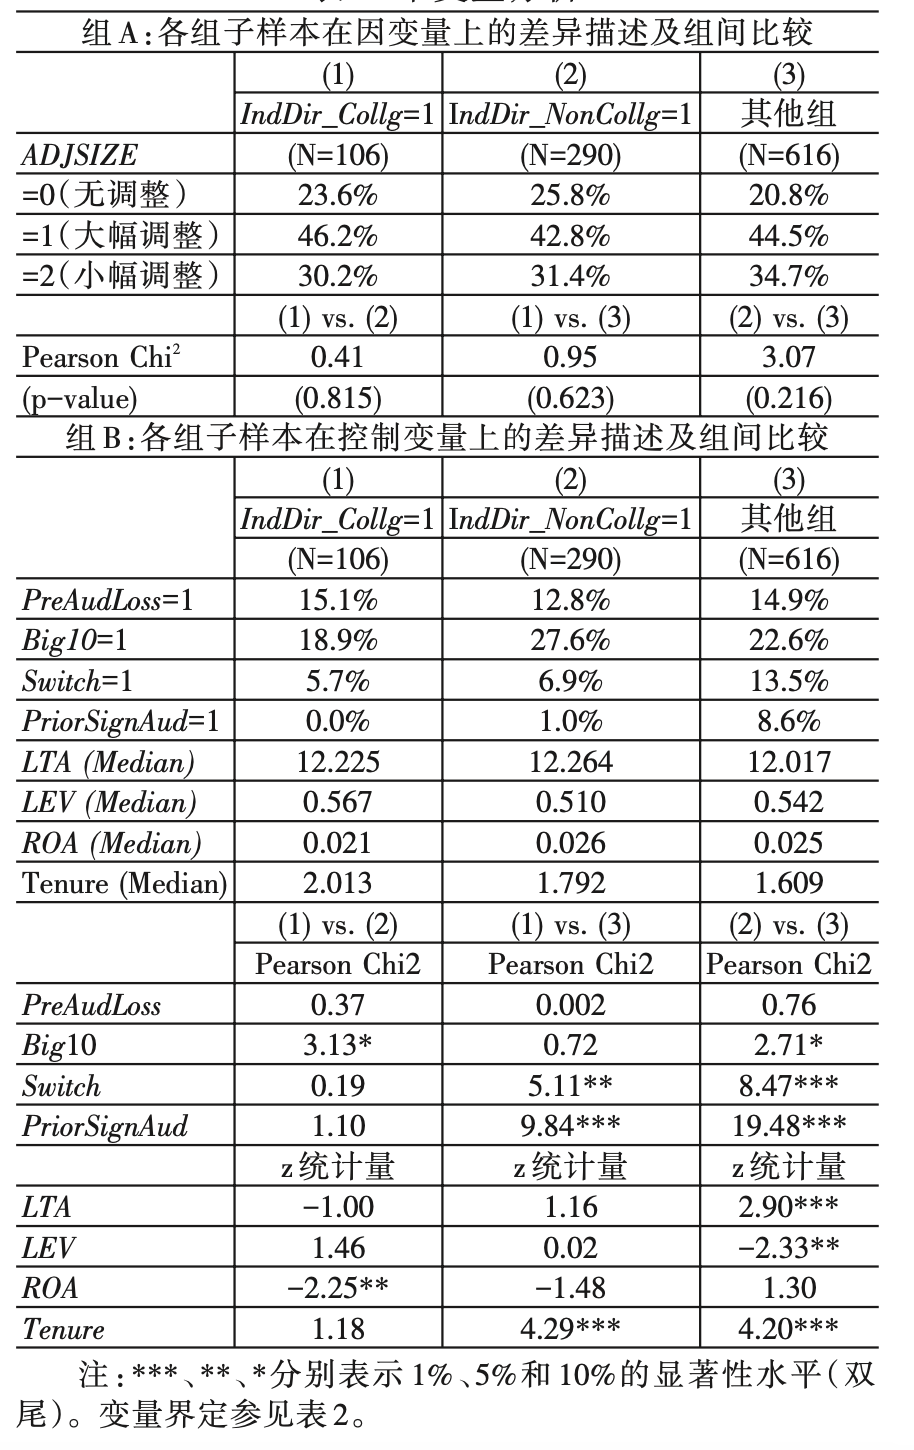 组A:各组子样本在因变量上的差异描述及组间比较
(1) (2) (3)
IndDir_Collg=1 IndDir_NonCollg=1 其他组
ADJSIZE (N=106) (N=290) (N=616)
=0(无调整) 23.6% 25.8% 20.8%
=1(大幅调整) 46.2% 42.8% 44.5%
=2(小幅调整) 30.2% 31.4% 34.7%
(1) vs. (2) (1) vs. (3) (2) vs. (3)
Pearson Chi² 0.41 0.95 3.07
(p-value) (0.815) (0.623) (0.216)
组B:各组子样本在控制变量上的差异描述及组间比较
(1) (2) (3)
IndDir_Collg=1 IndDir_NonCollg=1 其他组
(N=106) (N=290) (N=616)
PreAudLoss=1 15.1% 12.8% 14.9%
Big10=1 18.9% 27.6% 22.6%
Switch=1 5.7% 6.9% 13.5%
PriorSignAud=1 0.0% 1.0% 8.6%
LTA (Median) 12.225 12.264 12.017
LEV (Median) 0.567 0.510 0.542
ROA (Median) 0.021 0.026 0.025
Tenure (Median) 2.013 1.792 1.609
(1) vs. (2) (1) vs. (3) (2) vs. (3)
Pearson Chi2 Pearson Chi2 Pearson Chi2
PreAudLoss 0.37 0.002 0.76
Big10 3.13* 0.72 2.71*
Switch 0.19 5.11** 8.47***
PriorSignAud 1.10 9.84*** 19.48***
z统计量 z统计量 z统计量
LTA -1.00 1.16 2.90***
LEV 1.46 0.02 -2.33**
ROA -2.25** -1.48 1.30
Tenure 1.18 4.29*** 4.20***
注:***、**、*分别表示1%、5%和10%的显著性水平(双
尾)。变量界定参见表2。